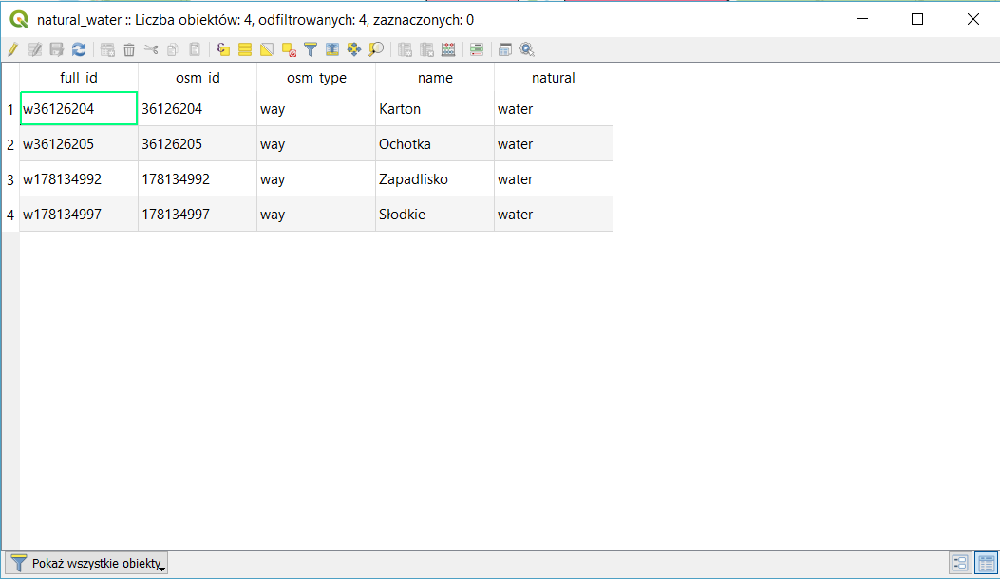 natural_water :: Liczba obiektów: 4, odfiltrowanych: 4, zaznaczonych: 0
full_id osm_id osm_type name natural
1 w36126204 36126204 way Karton water
2 w36126205 36126205 way Ochotka water
3 w178134992 178134992 way Zapadlisko water
4 w178134997 178134997 way Słodkie water
Pokaż wszystkie obiekty